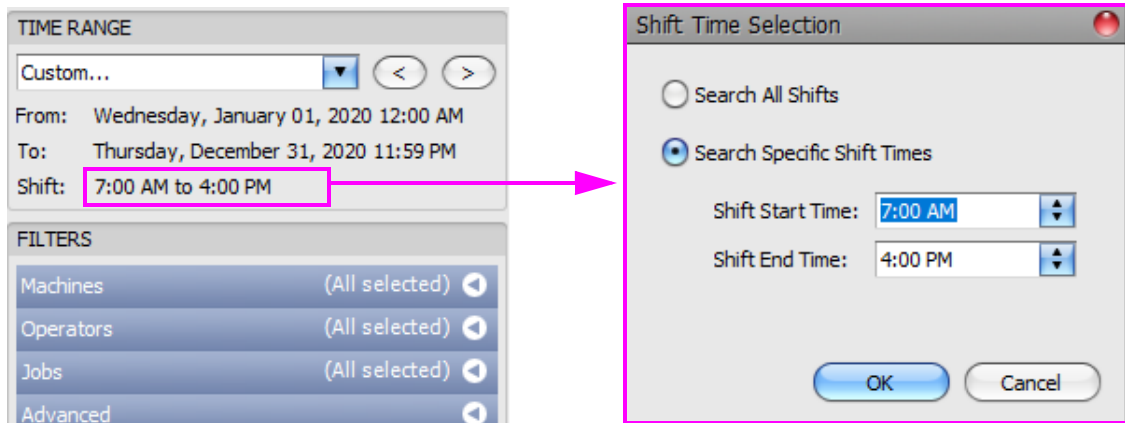 TIME RANGE
Custom...
< >
From: Wednesday, January 01, 2020 12:00 AM
To: Thursday, December 31, 2020 11:59 PM
Shift: 7:00 AM to 4:00 PM
FILTERS
Machines (All selected)
Operators (All selected)
Jobs (All selected)
Advanced
Shift Time Selection
Search All Shifts
Search Specific Shift Times
Shift Start Time: 7:00 AM
Shift End Time: 4:00 PM
OK Cancel